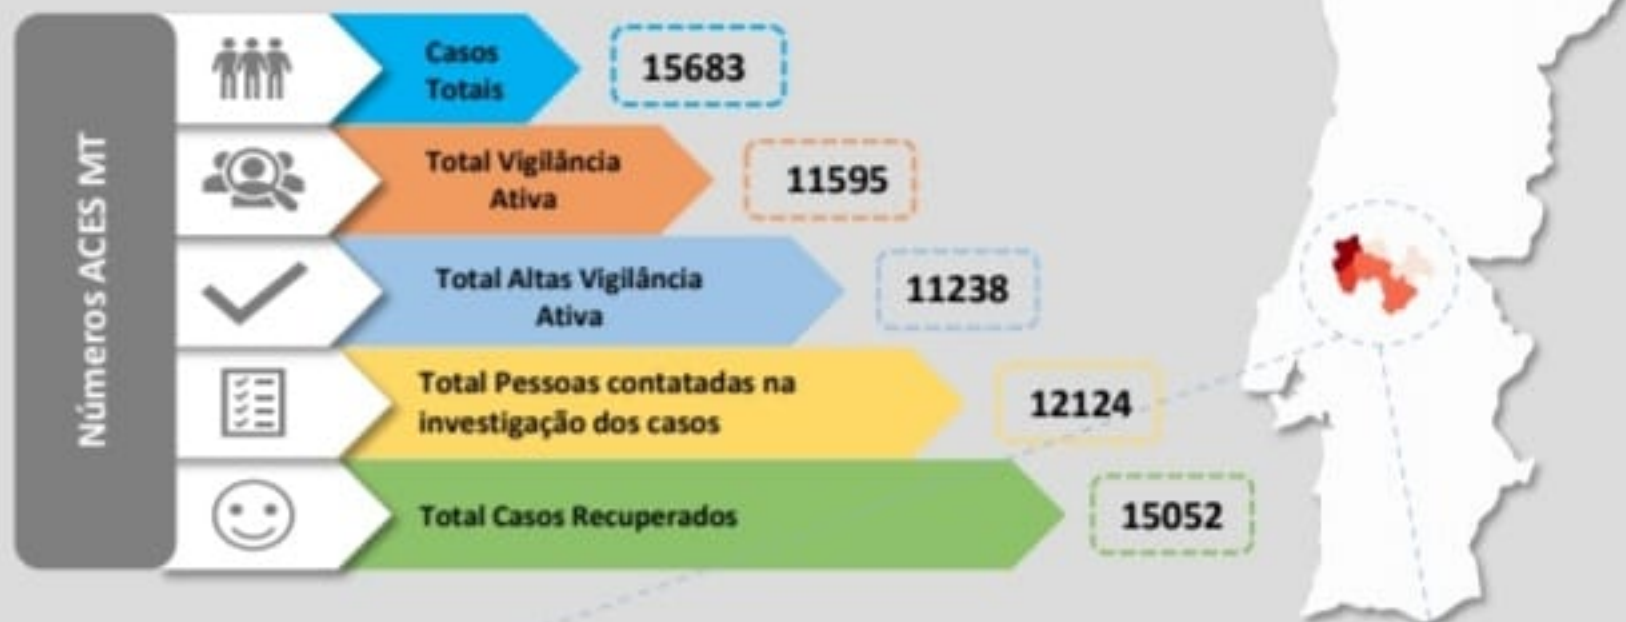 Números ACES MT
Casos
Totais
15683
Total Vigilância
Ativa
11595
Total Altas Vigilância
Ativa
11238
Total Pessoas contatadas na
investigação dos casos
12124
Total Casos Recuperados
15052